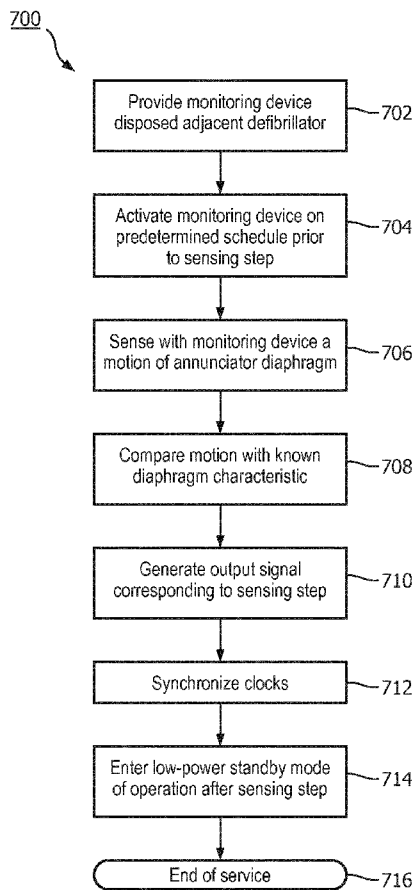 700
Provide monitoring device
disposed adjacent defibrillator
702
Activate monitoring device on
predetermined schedule prior
to sensing step
704
Sense with monitoring device a
motion of annunciator diaphragm
706
Compare motion with known
diaphragm characteristic
708
Generate output signal
corresponding to sensing step
710
Synchronize clocks
712
Enter low-power standby mode
of operation after sensing step
714
End of service
716